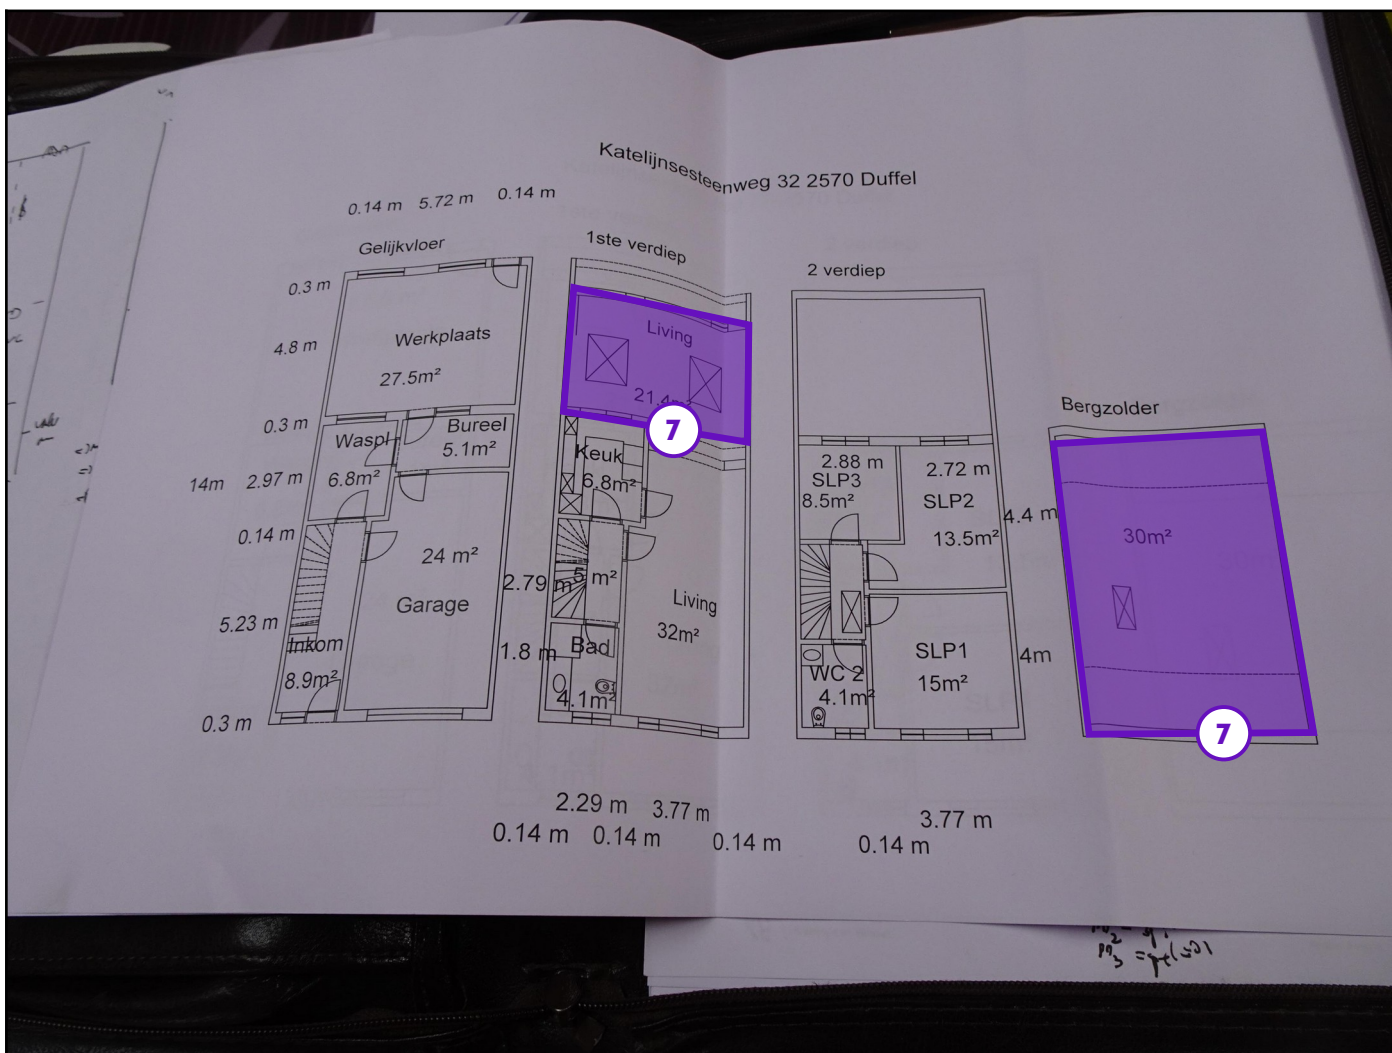 Katelijnsesteenweg 32 2570 Duffel
0.14 m 5.72 m 0.14 m
Gelijkvloer
0.3 m
4.8 m
Werkplaats
27.5m²
0.3 m
Waspl
6.8m²
Bureel
5.1m²
14m 2.97 m
0.14 m
24 m²
Garage
5.23 m
Inkom
8.9m²
0.3 m
1ste verdiep
Living
21.4m²
7
Keuk
6.8m²
2.79 m
5 m²
Living
32m²
1.8 m
Bad
4.1m²
2.29 m 3.77 m
0.14 m 0.14 m 0.14 m
2 verdiep
2.88 m
SLP3
8.5m²
2.72 m
SLP2
13.5m²
4.4 m
SLP1
15m²
4m
WC 2
4.1m²
3.77 m
0.14 m
Bergzolder
30m²
7